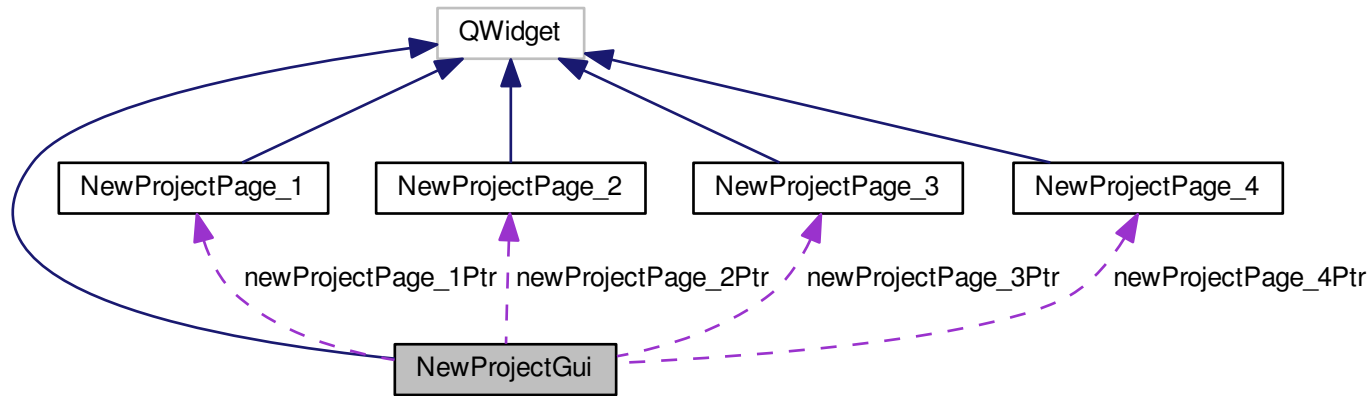 QWidget
NewProjectPage_1
NewProjectPage_2
NewProjectPage_3
NewProjectPage_4
newProjectPage_1Ptr
newProjectPage_2Ptr
newProjectPage_3Ptr
newProjectPage_4Ptr
NewProjectGui